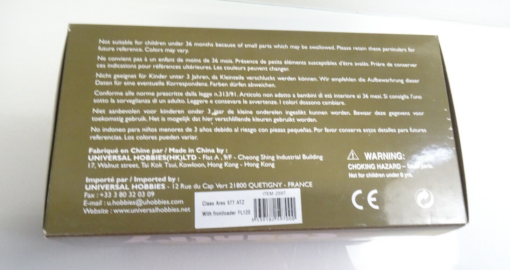 Not suitable for children under 36 months because of small parts which may be swallowed. Please retain these particulars for
future reference. Colors may vary.
Ne convient pas à un enfant de moins de 36 mois. Présence de petits éléments susceptibles d'être avalés. Prière de conserver
ces indications pour références ultérieures. Les couleurs peuvent changer.
Nicht geeignet für Kinder unter 3 Jahren, da Kleinteile verschluckt werden können. Wir empfehlen die Aufbewahrung dieser
Daten für eine eventuelle Korrespondenz. Farben dürfen abweichen.
Conforme alle norme prescritte dalla legge n.313/91. Articolo non adatto a bambini di età inferiore ai 36 mesi. Si consiglia l'uso
sotto la sorveglianza di un adulto. Leggere e conservare le avvertenze. I colori possono cambiare.
Niet aanbevolen voor kinderen onder 3 jaar de kleine onderdelen ingeslikt kunnen worden. Bewaar deze gegevens voor
toekomstig gebruik. Het is mogelijk dat hier verschillende kleuren gebruikt worden.
No indoneo para niños menores de 3 años debido al riesgo con piezas pequeñas. Por favor conserva estos detalles para futuras
referencias. Los colores pueden variar.
Fabriqué en Chine par / Made in China by :
UNIVERSAL HOBBIES(HK)LTD - Flat A, 9/F - Cheong Shing Industrial Building
17, Walnut street, Tai Kok Tsui, Kowloon, Hong Kong - Hong Kong
Importé par / Imported by :
UNIVERSAL HOBBIES - 12 Rue du Cap Vert 21800 QUETIGNY - FRANCE
Fax : +33 3 80 32 03 09
E-mail : u.hobbies@uhobbies.com
Website : www.universalhobbies.net
WARNING:
CHOKING HAZARD - Small parts.
Not for children under 8 yrs.
CE
Claas Ares 577 ATZ
With frontloader FL120